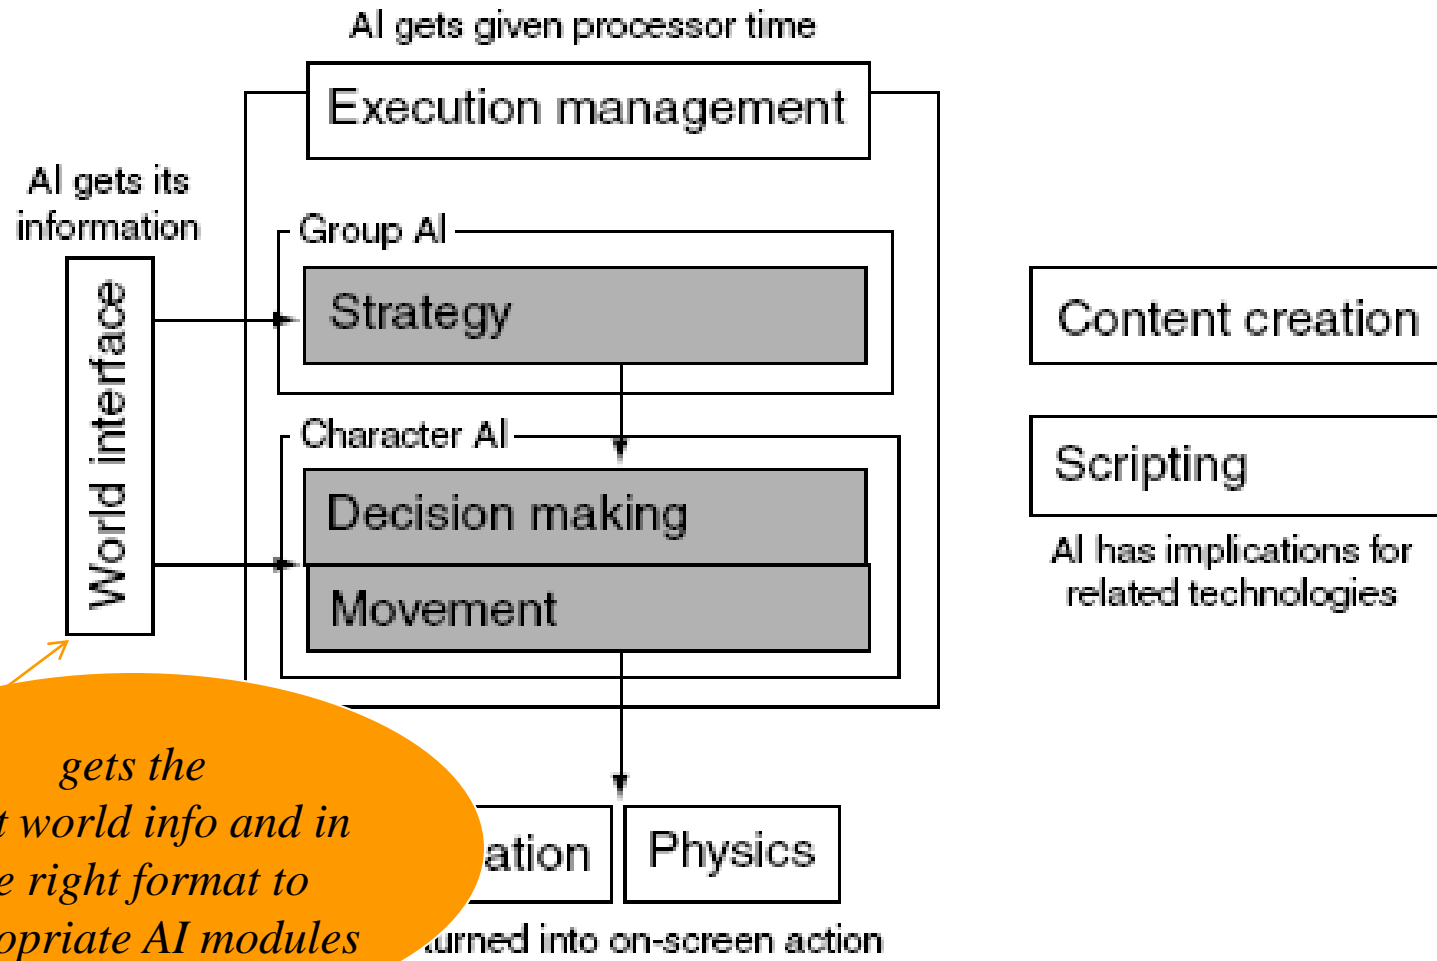 AI gets given processor time
Execution management
AI gets its
information
Group AI
Strategy
World interface
Character AI
Decision making
Movement
Content creation
Scripting
AI has implications for
related technologies
gets the
world info and in
right format to
AI modules
Physics
turned into on-screen action